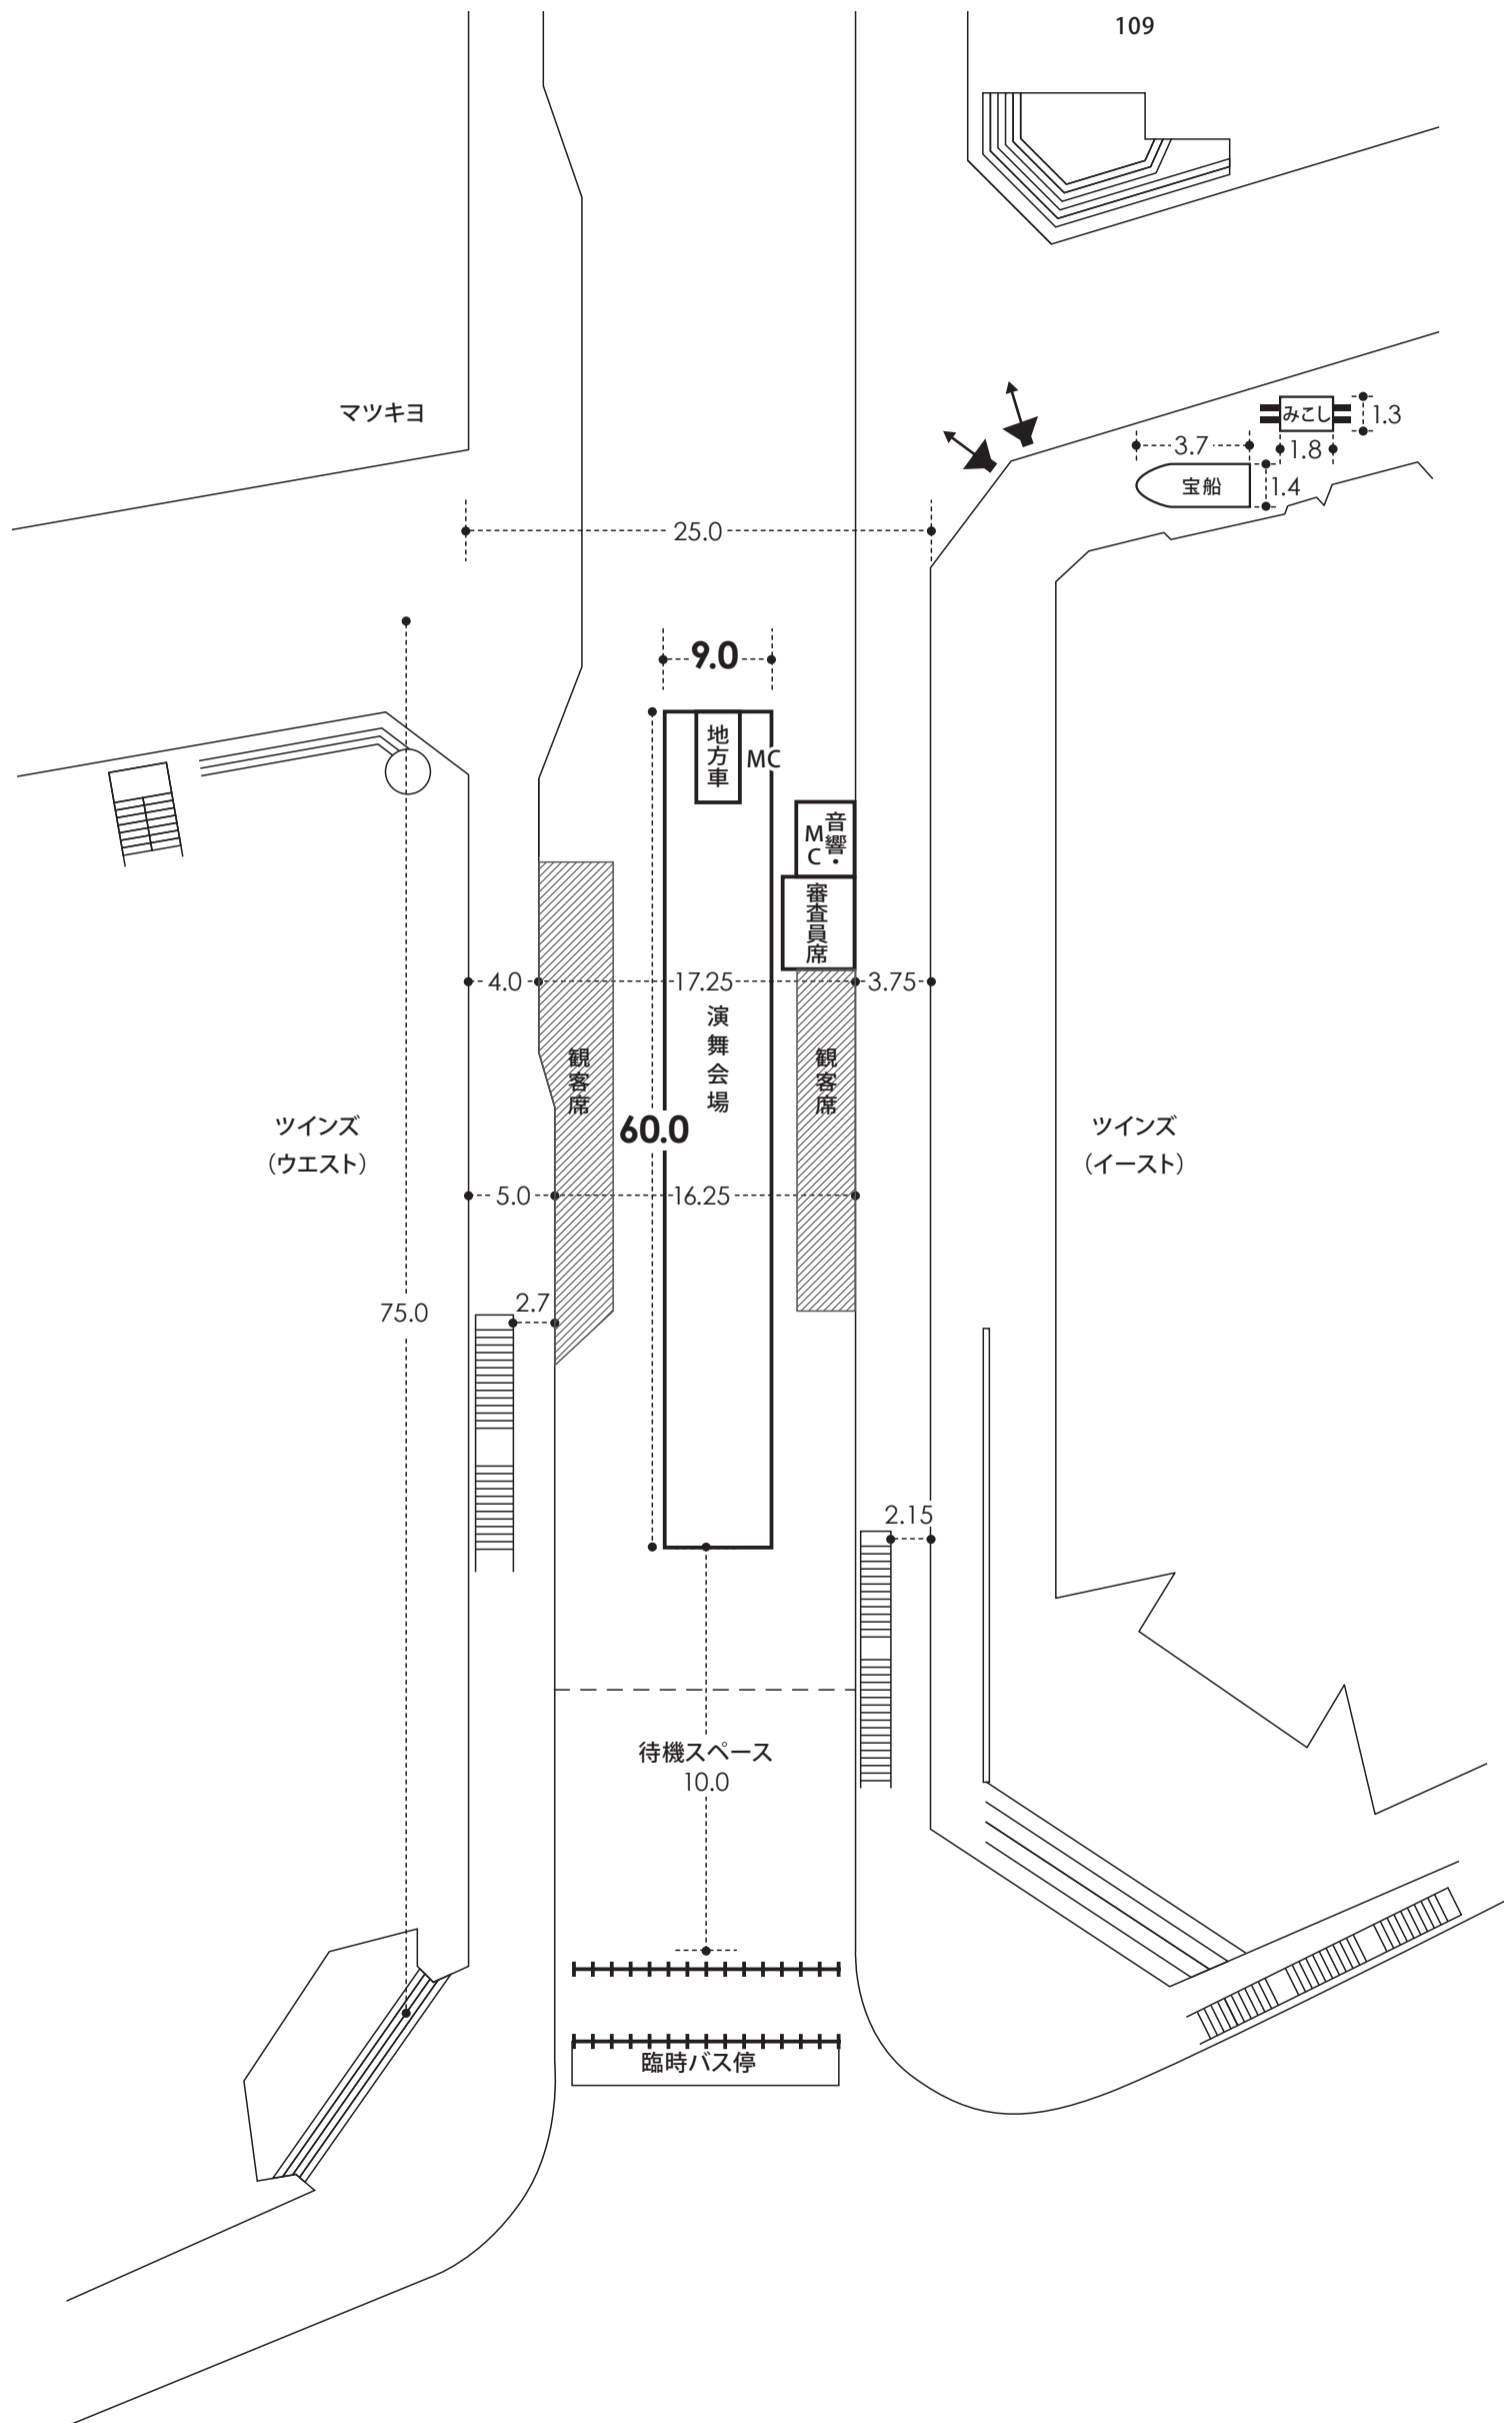 109
マツキヨ
みこし
1.3
3.7
1.8
宝船
1.4
25.0
9.0
地方車
MC
音響・
MC
審査員席
4.0
17.25
3.75
演舞会場
観客席
観客席
60.0
ツインズ
（ウエスト）
ツインズ
（イースト）
5.0
16.25
2.7
75.0
2.15
待機スペース
10.0
臨時バス停